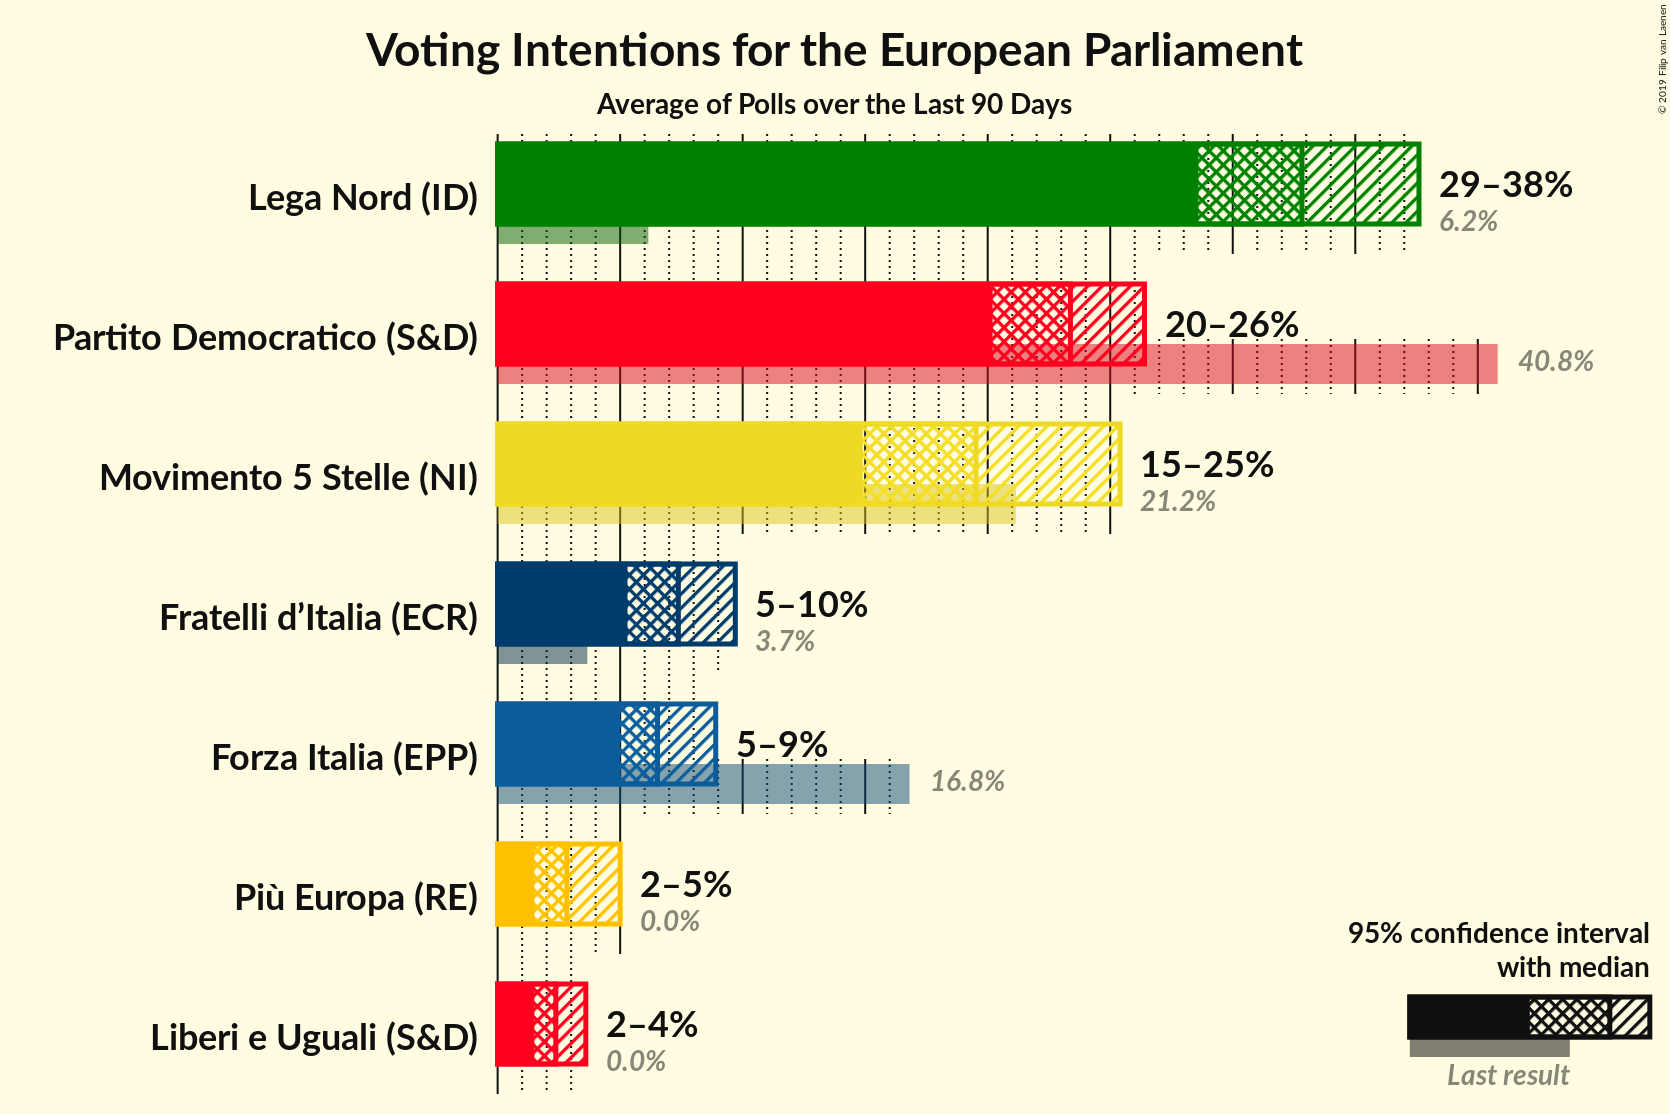 Voting Intentions for the European Parliament
Average of Polls over the Last 90 Days
© 2019 Filip van Laenen
Lega Nord (ID)
29–38%
6.2%
Partito Democratico (S&D)
20–26%
40.8%
Movimento 5 Stelle (NI)
15–25%
21.2%
Fratelli d’Italia (ECR)
5–10%
3.7%
Forza Italia (EPP)
5–9%
16.8%
Più Europa (RE)
2–5%
0.0%
Liberi e Uguali (S&D)
2–4%
0.0%
95% confidence interval
with median
Last result